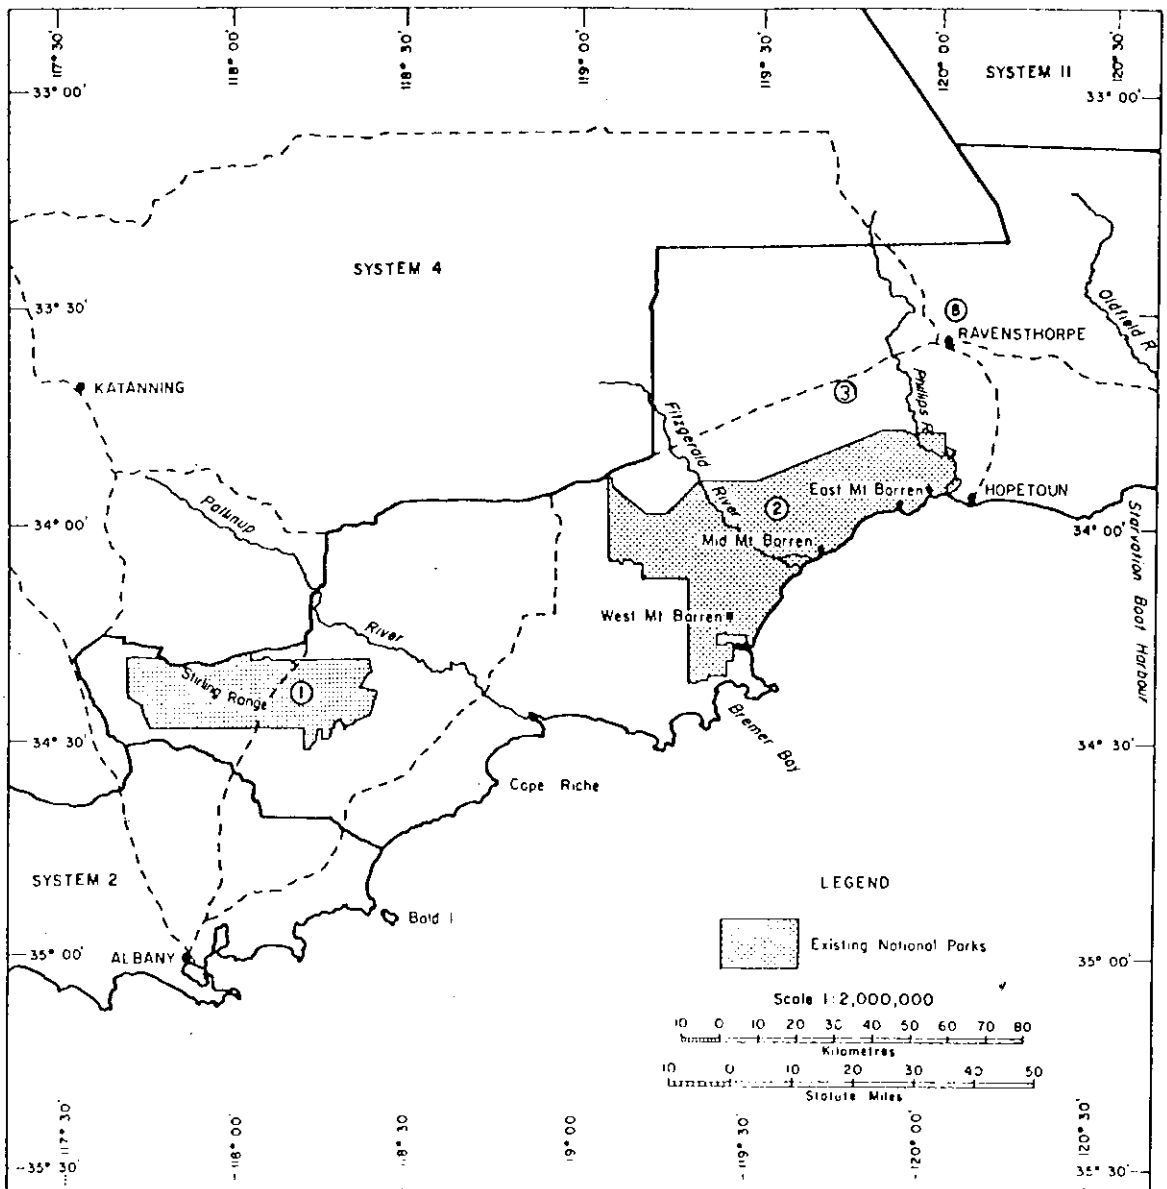 117° 30'
118° 00'
118° 30'
119° 00'
119° 30'
120° 00'
120° 30'
33° 00'
SYSTEM 11
33° 00'
SYSTEM 4
33° 30'
8
RAVENSTHORPE
Oldfield R
KATANNING
3
Phillips R
Fitzgerald
River
East Mt Barren
HOPETOUN
2
Pallinup
34° 00'
Mid Mt Barren
34° 00'
Starvation Boat Harbour
West Mt Barren
River
Stirling Range
1
Bremer Bay
34° 30'
34° 30'
Cape Riche
SYSTEM 2
LEGEND
Bald I
Existing National Parks
35° 00'
ALBANY
35° 00'
Scale 1:2,000,000
10 0 10 20 30 40 50 60 70 80
Kilometres
10 0 10 20 30 40 50
Statute Miles
117° 30'
118° 00'
118° 30'
119° 00'
119° 30'
120° 00'
120° 30'
35° 30'
35° 30'